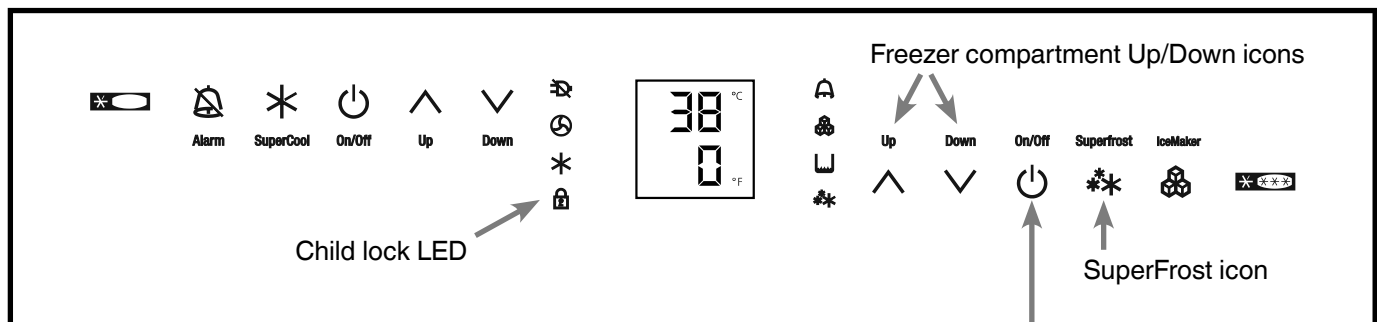 Freezer compartment Up/Down icons
38 °C
Alarm SuperCool On/Off Up Down
Up Down On/Off Superfrost IceMaker
0 °F
Child lock LED
SuperFrost icon